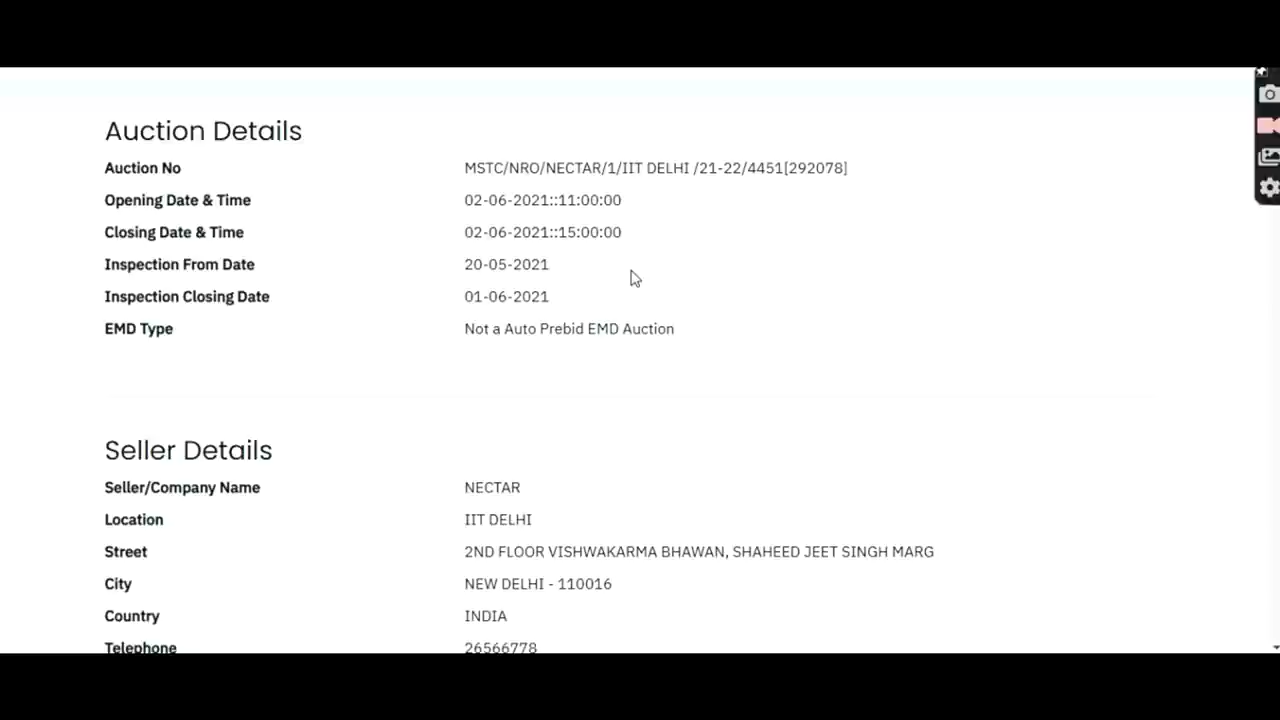 Auction Details
Auction No MSTC/NRO/NECTAR/1/IIT DELHI /21-22/4451[292078]
Opening Date & Time 02-06-2021::11:00:00
Closing Date & Time 02-06-2021::15:00:00
Inspection From Date 20-05-2021
Inspection Closing Date 01-06-2021
EMD Type Not a Auto Prebid EMD Auction
Seller Details
Seller/Company Name NECTAR
Location IIT DELHI
Street 2ND FLOOR VISHWAKARMA BHAWAN, SHAHEED JEET SINGH MARG
City NEW DELHI - 110016
Country INDIA
Telephone 26566778